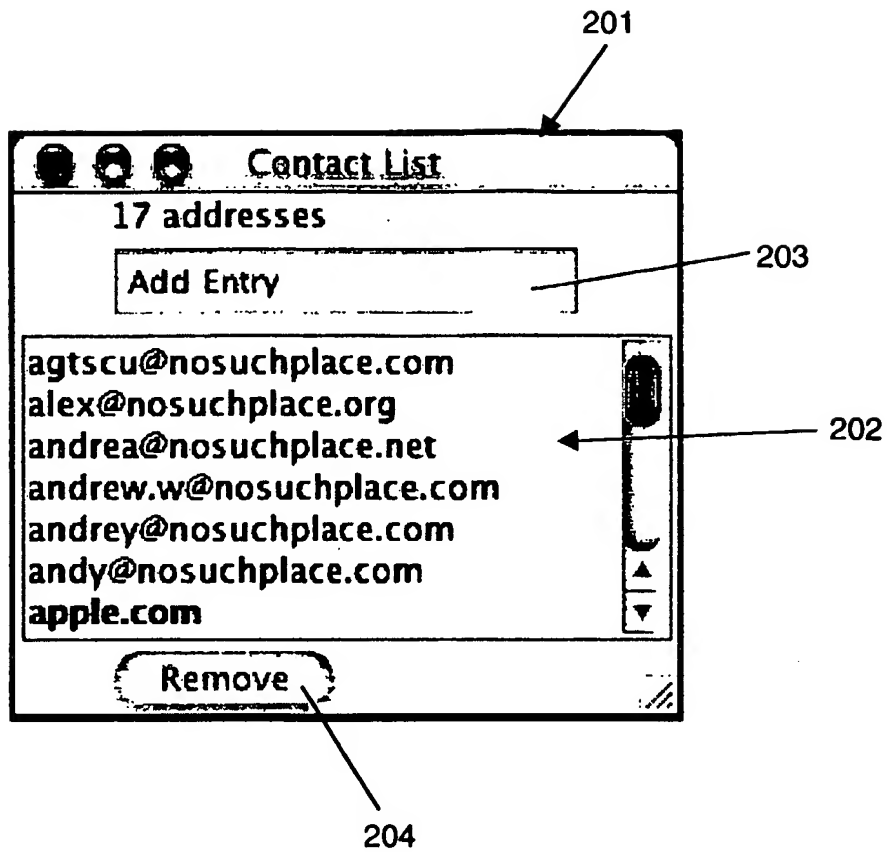 201
Contact List
17 addresses
Add Entry
203
agtscu@nosuchplace.com
alex@nosuchplace.org
andrea@nosuchplace.net
202
andrew.w@nosuchplace.com
andrey@nosuchplace.com
andy@nosuchplace.com
apple.com
Remove
204